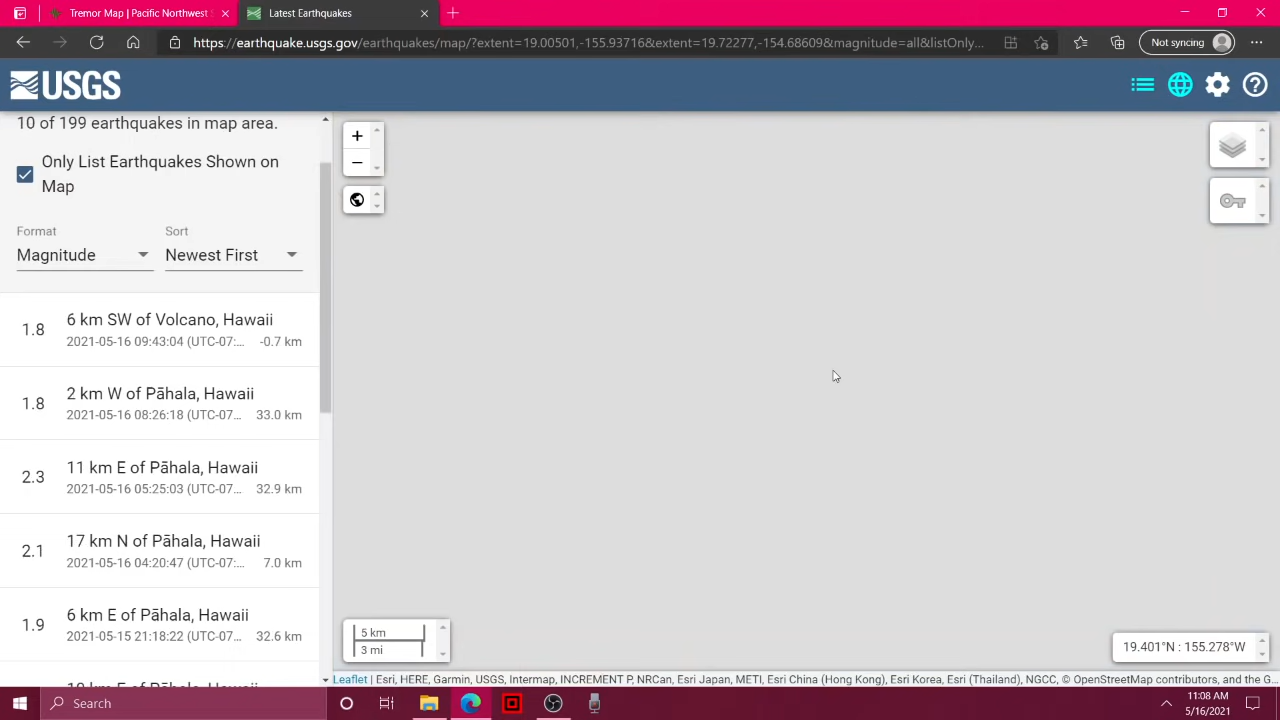 Tremor Map | Pacific Northwest
Latest Earthquakes
https://earthquake.usgs.gov/earthquakes/map/?extent=19.00501,-155.93716&extent=19.72277,-154.68609&magnitude=all&listOnly...
Not syncing
USGS
10 of 199 earthquakes in map area.
Only List Earthquakes Shown on
Map
Format
Magnitude
Sort
Newest First
1.8
6 km SW of Volcano, Hawaii
2021-05-16 09:43:04 (UTC-07:... -0.7 km
1.8
2 km W of Pāhala, Hawaii
2021-05-16 08:26:18 (UTC-07... 33.0 km
2.3
11 km E of Pāhala, Hawaii
2021-05-16 05:25:03 (UTC-07... 32.9 km
2.1
17 km N of Pāhala, Hawaii
2021-05-16 04:20:47 (UTC-07:... 7.0 km
1.9
6 km E of Pāhala, Hawaii
2021-05-15 21:18:22 (UTC-07... 32.6 km
5 km
3 mi
19.401°N : 155.278°W
Leaflet | Esri, HERE, Garmin, USGS, Intermap, INCREMENT P, NRCan, Esri Japan, METI, Esri China (Hong Kong), Esri Korea, Esri (Thailand), NGCC, © OpenStreetMap contributors, and the G...
Search
11:08 AM
5/16/2021